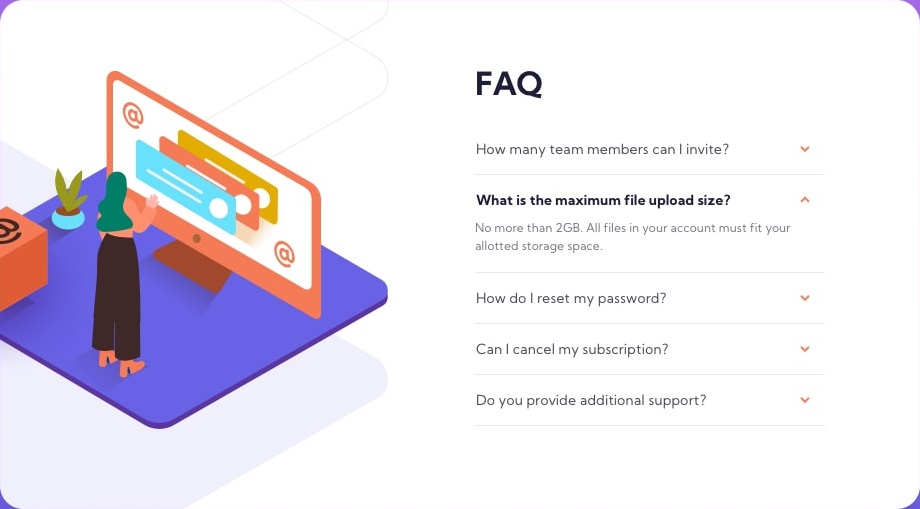 FAQ
How many team members can I invite?
What is the maximum file upload size?
No more than 2GB. All files in your account must fit your
allotted storage space.
How do I reset my password?
Can I cancel my subscription?
Do you provide additional support?
@
@
@